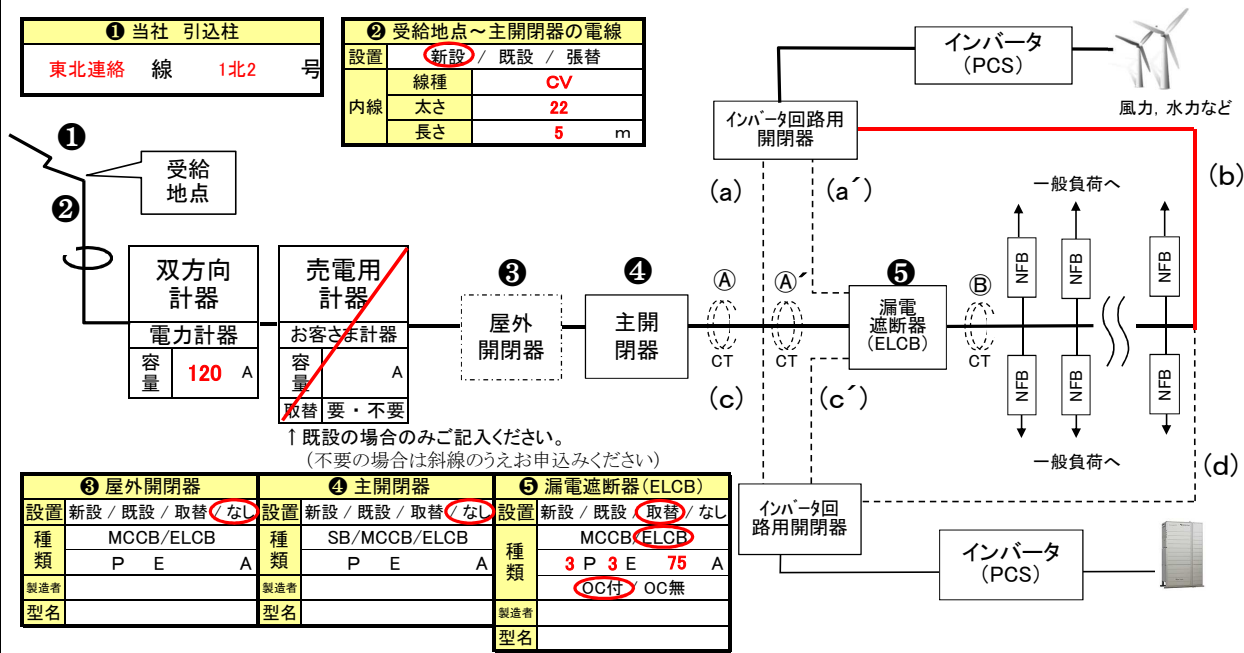 ❶ 当社 引込柱
東北連絡 線 1北2 号
❷ 受給地点～主開閉器の電線
設置 新設 / 既設 / 張替
内線 線種 CV
太さ 22
長さ 5 m
インバータ
(PCS)
風力，水力など
インバータ回路用
開閉器
❶
受給
地点
❷
(a)
(a´)
(b)
一般負荷へ
NFB
NFB
NFB
双方向
計器
電力計器
容量 120 A
売電用
計器
お客さま計器
容量 A
取替 要・不要
↑既設の場合のみご記入ください。
(不要の場合は斜線のうえお申込みください)
❸
屋外
開閉器
❹
主開
閉器
Ⓐ
CT
Ⓐ´
CT
❺
漏電
遮断器
(ELCB)
Ⓑ
CT
(c)
(c´)
NFB
NFB
NFB
一般負荷へ
(d)
インバータ回
路用開閉器
インバータ
(PCS)
❸ 屋外開閉器
設置 新設 / 既設 / 取替 / なし
種類 MCCB/ELCB
P E A
製造者
型名
❹ 主開閉器
設置 新設 / 既設 / 取替 / なし
種類 SB/MCCB/ELCB
P E A
製造者
型名
❺ 漏電遮断器(ELCB)
設置 新設 / 既設 / 取替 / なし
種類 MCCB/ELCB
3 P 3 E 75 A
OC付 / OC無
製造者
型名